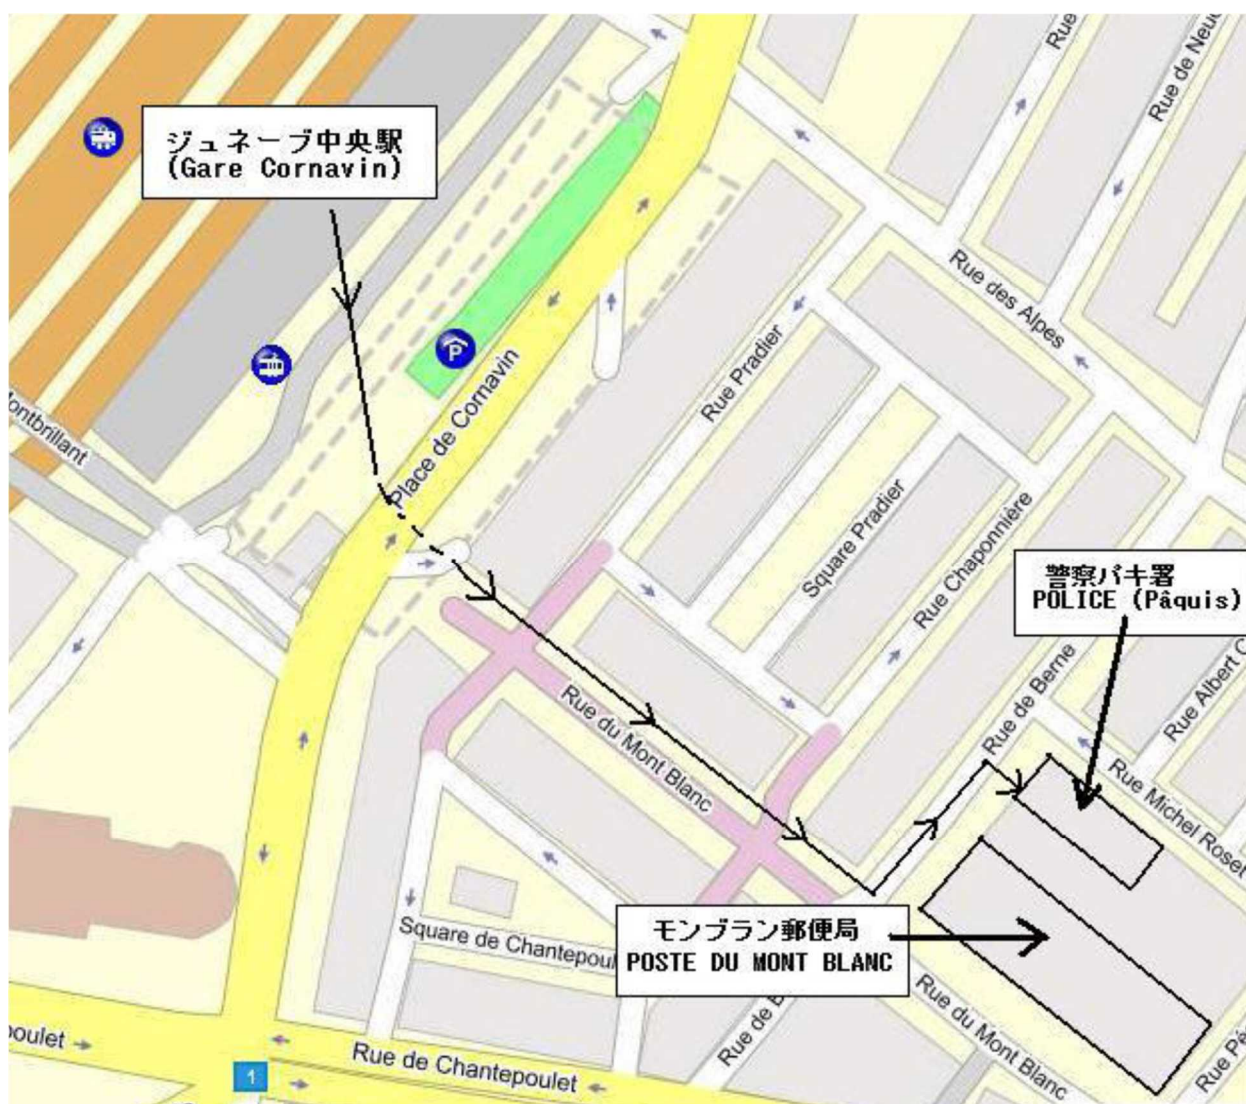 Rue
Rue de Neuc
ジュネーブ中央駅
(Gare Cornavin)
Rue des Alpes
P
Rue Pradier
Place de Cornavin
Montbrillant
Square Pradier
Rue Chaponnière
警察パキ署
POLICE (Pâquis)
Rue de Berne
Rue Albert
Rue du Mont Blanc
Rue Michel Roset
モンブラン郵便局
POSTE DU MONT BLANC
Square de Chantepoul
Rue du Mont Blanc
Rue de B
Rue Pé
poulet
Rue de Chantepoulet
1